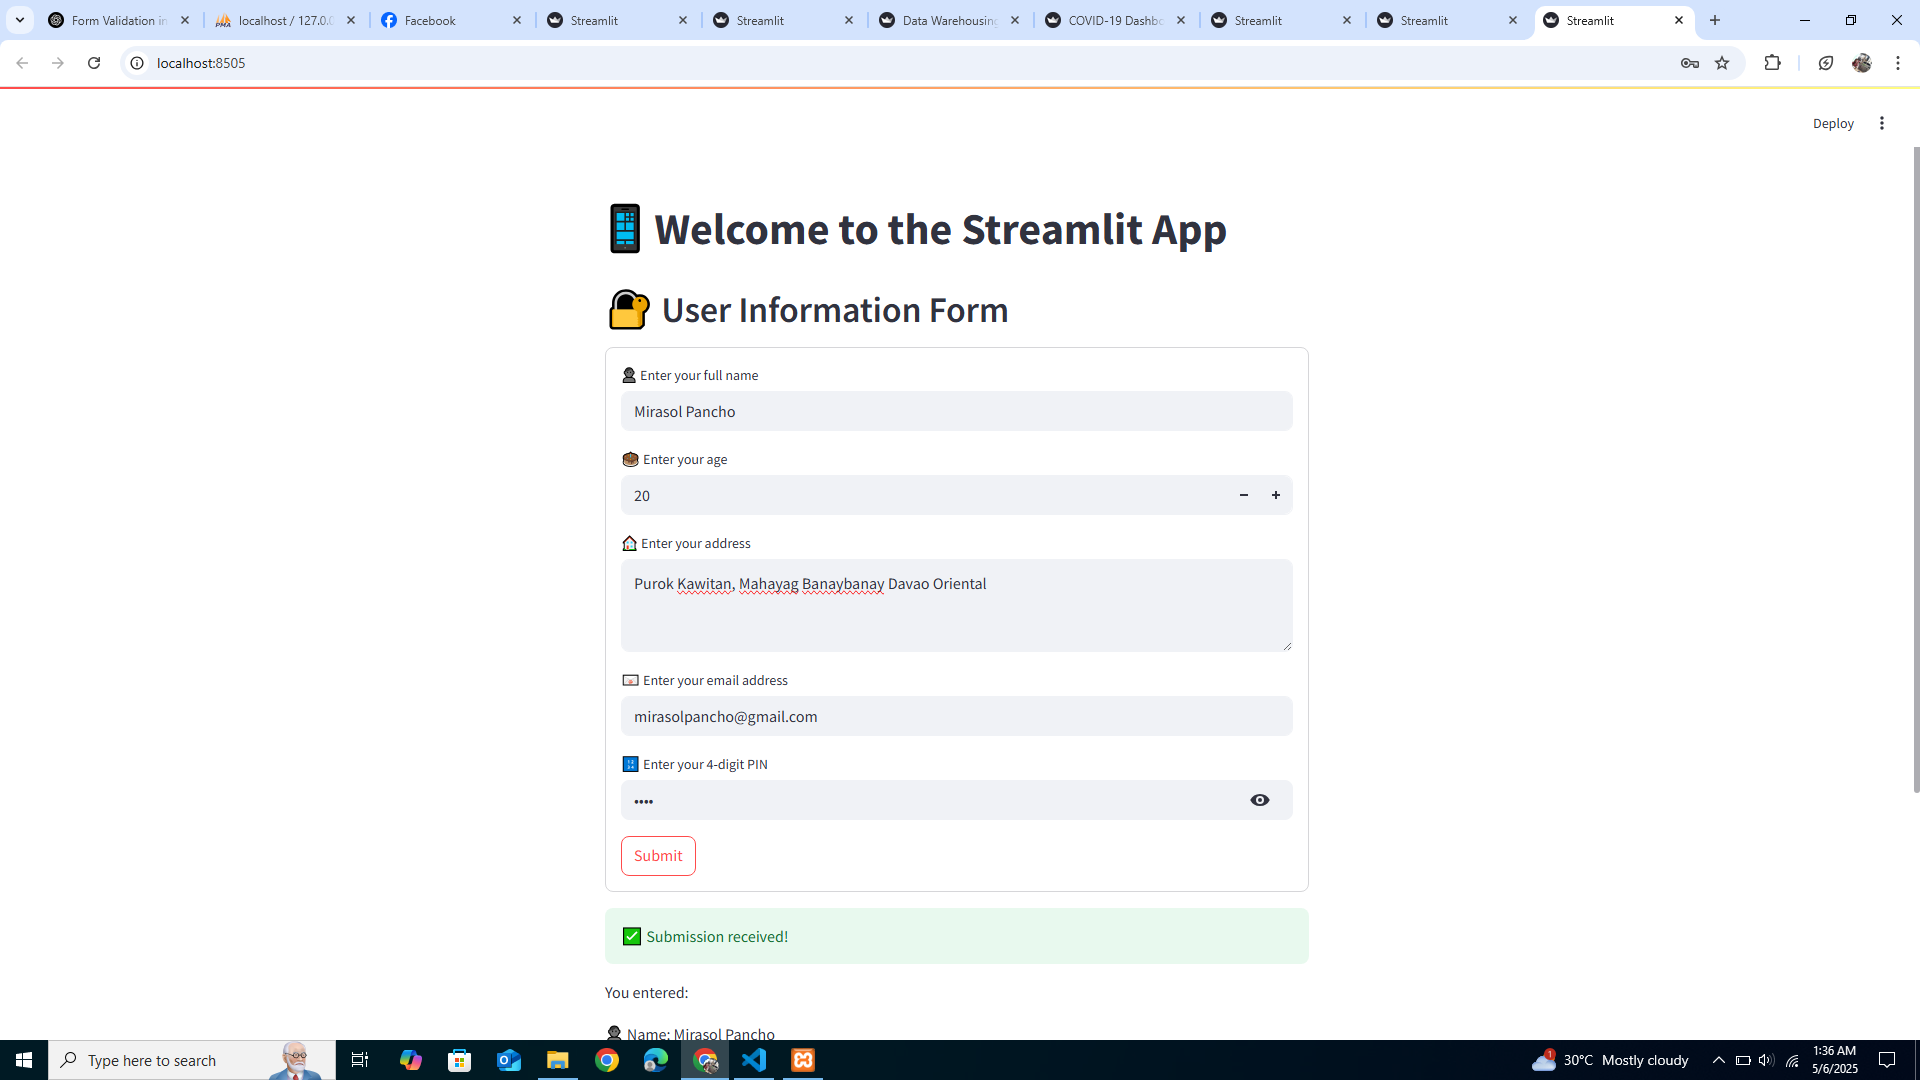 Form Validation in
localhost / 127.0.0
Facebook
Streamlit
Streamlit
Data Warehousing
COVID-19 Dashbo
Streamlit
Streamlit
Streamlit
localhost:8505
Deploy
Welcome to the Streamlit App
User Information Form
Enter your full name
Mirasol Pancho
Enter your age
20
Enter your address
Purok Kawitan, Mahayag Banaybanay Davao Oriental
Enter your email address
mirasolpancho@gmail.com
Enter your 4-digit PIN
••••
Submit
Submission received!
You entered:
Name: Mirasol Pancho
Type here to search
1
30°C Mostly cloudy
1:36 AM
5/6/2025